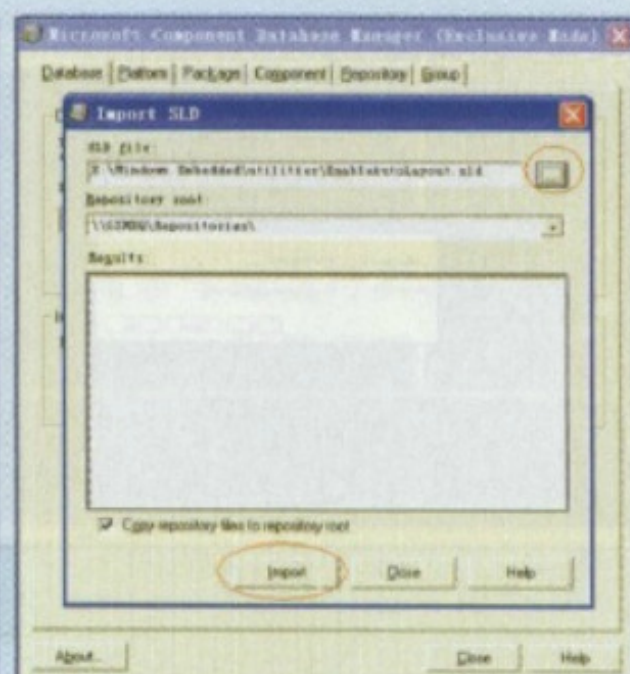 Microsoft Component Database Manager (Exclusive Mode)
Database Platform Package Component Repository Group
Import SLD
SLD file:
Repository root:
Results:
Copy repository files to repository root
Import Close Help
About... Close Help